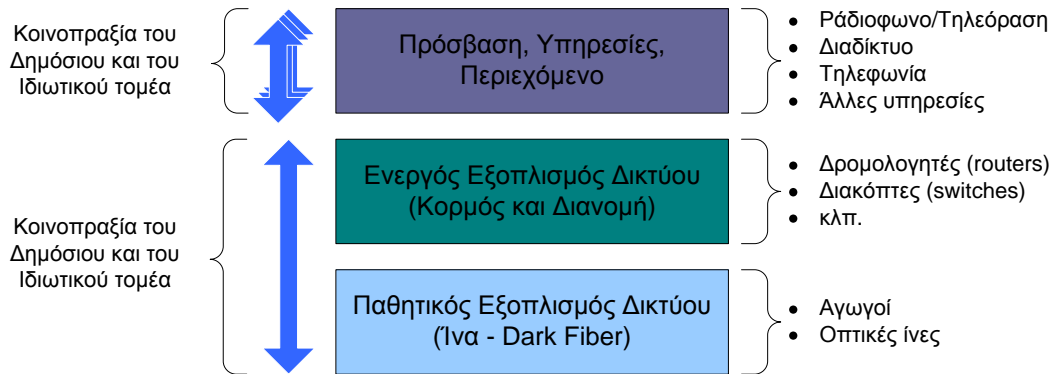 Κοινοπραξία του
Δημόσιου και του
Ιδιωτικού τομέα
Πρόσβαση, Υπηρεσίες,
Περιεχόμενο
• Ράδιοφωνο/Τηλεόραση
• Διαδίκτυο
• Τηλεφωνία
• Άλλες υπηρεσίες
Κοινοπραξία του
Δημόσιου και του
Ιδιωτικού τομέα
Ενεργός Εξοπλισμός Δικτύου
(Κορμός και Διανομή)
• Δρομολογητές (routers)
• Διακόπτες (switches)
• κλπ.
Παθητικός Εξοπλισμός Δικτύου
(Ίνα - Dark Fiber)
• Αγωγοί
• Οπτικές ίνες